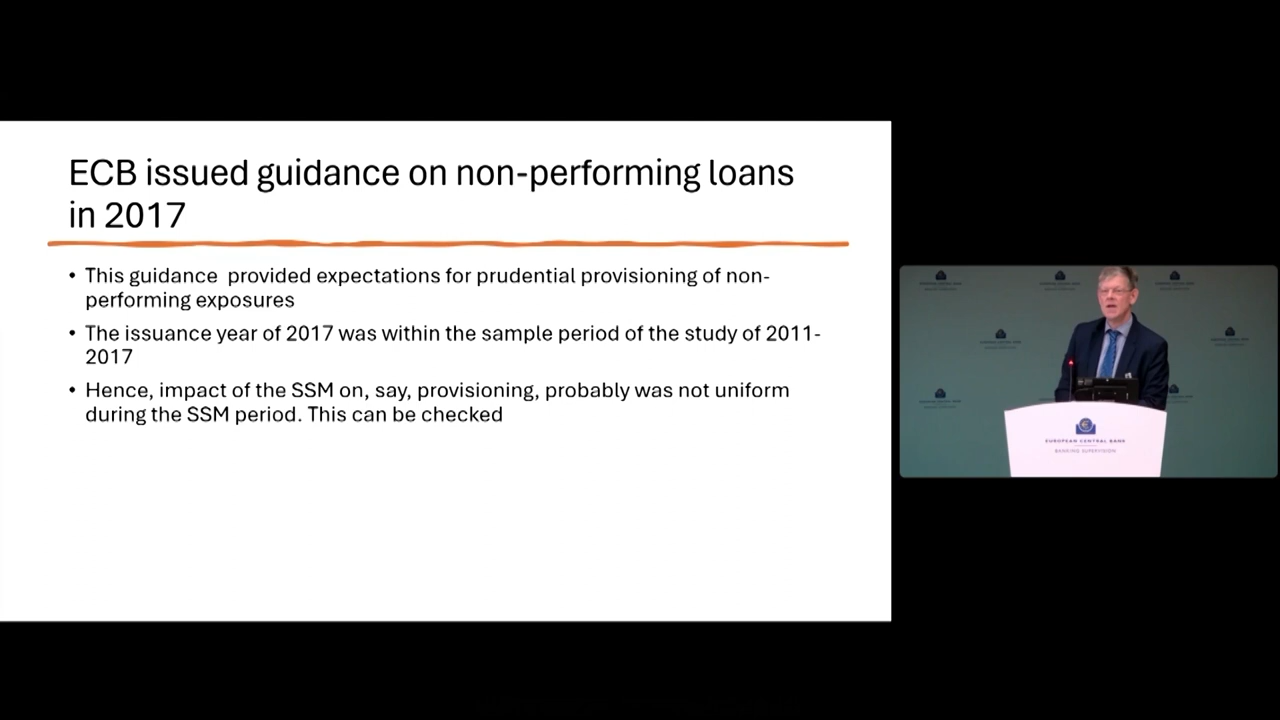 ECB issued guidance on non-performing loans
in 2017
• This guidance  provided expectations for prudential provisioning of non-
performing exposures
• The issuance year of 2017 was within the sample period of the study of 2011-
2017
• Hence, impact of the SSM on, say, provisioning, probably was not uniform
during the SSM period. This can be checked
EUROPEAN CENTRAL BANK
BANKING SUPERVISION